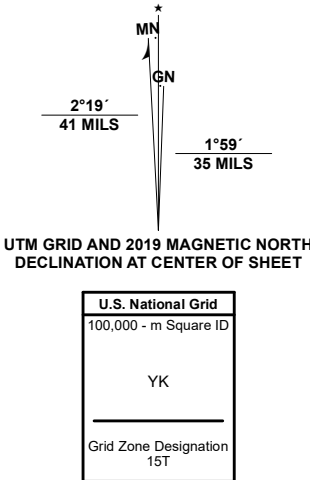 MN
GN
2°19´
41 MILS
1°59´
35 MILS
UTM GRID AND 2019 MAGNETIC NORTH
DECLINATION AT CENTER OF SHEET
U.S. National Grid
100,000 - m Square ID
YK
Grid Zone Designation
15T